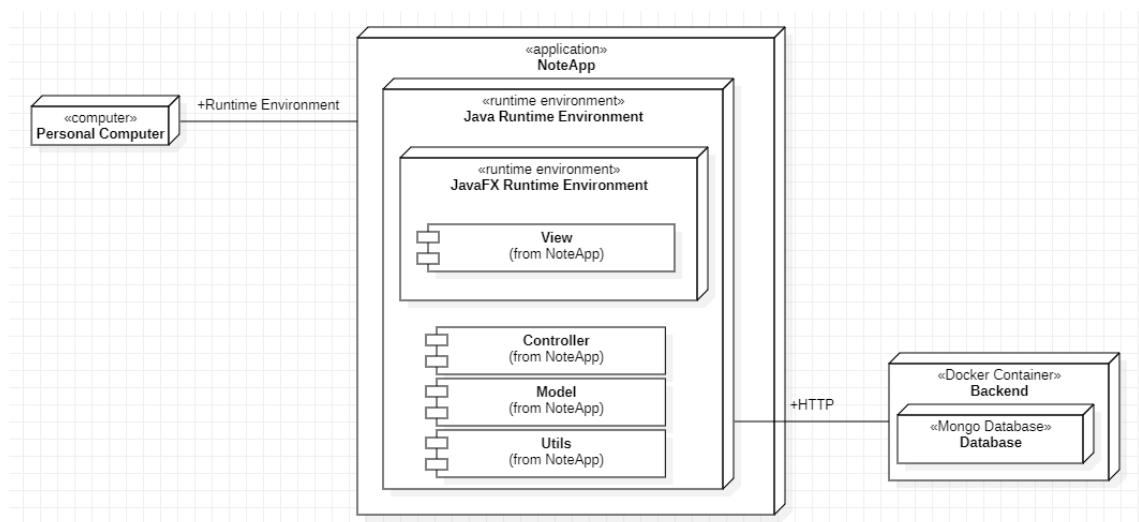 «application»
NoteApp
«runtime environment»
Java Runtime Environment
«computer»
Personal Computer
+Runtime Environment
«runtime environment»
JavaFX Runtime Environment
View
(from NoteApp)
Controller
(from NoteApp)
Model
(from NoteApp)
Utils
(from NoteApp)
+HTTP
«Docker Container»
Backend
«Mongo Database»
Database